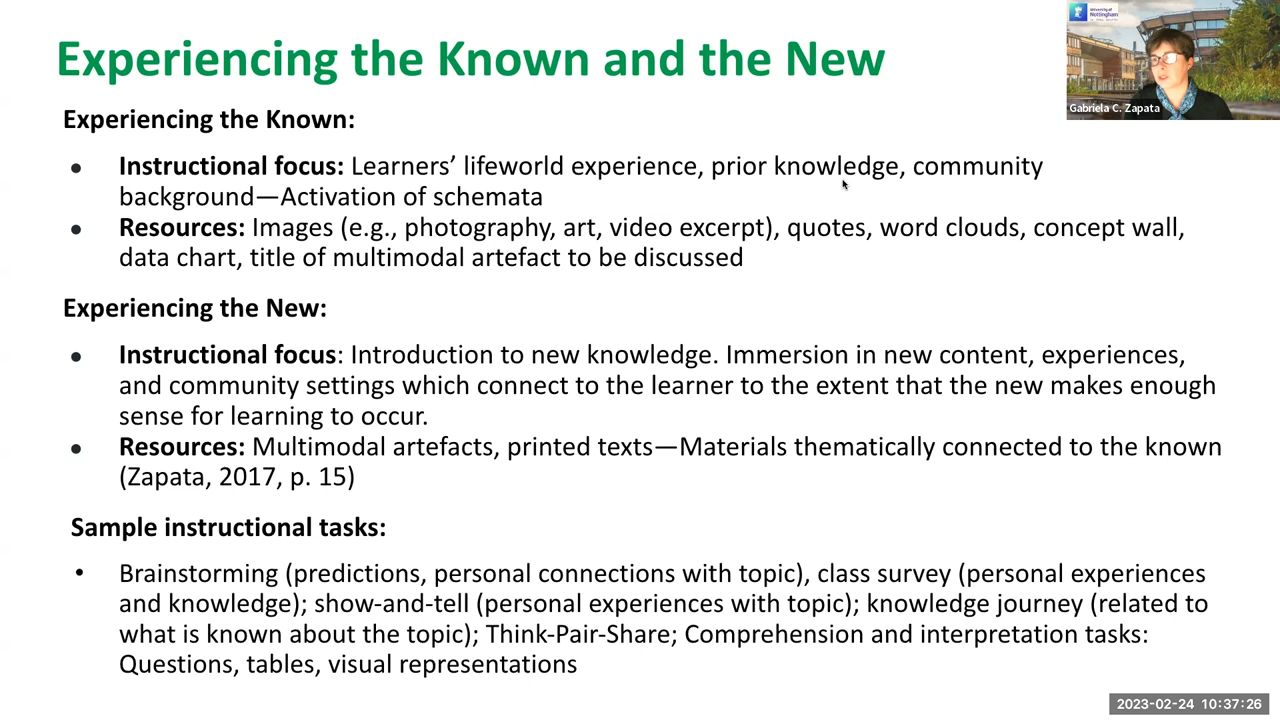 Experiencing the Known and the New
University of
Nottingham
Gabriela C. Zapata
Experiencing the Known:
● Instructional focus: Learners’ lifeworld experience, prior knowledge, community
background—Activation of schemata
● Resources: Images (e.g., photography, art, video excerpt), quotes, word clouds, concept wall,
data chart, title of multimodal artefact to be discussed
Experiencing the New:
● Instructional focus: Introduction to new knowledge. Immersion in new content, experiences,
and community settings which connect to the learner to the extent that the new makes enough
sense for learning to occur.
● Resources: Multimodal artefacts, printed texts—Materials thematically connected to the known
(Zapata, 2017, p. 15)
Sample instructional tasks:
• Brainstorming (predictions, personal connections with topic), class survey (personal experiences
and knowledge); show-and-tell (personal experiences with topic); knowledge journey (related to
what is known about the topic); Think-Pair-Share; Comprehension and interpretation tasks:
Questions, tables, visual representations
2023-02-24 10:37:26